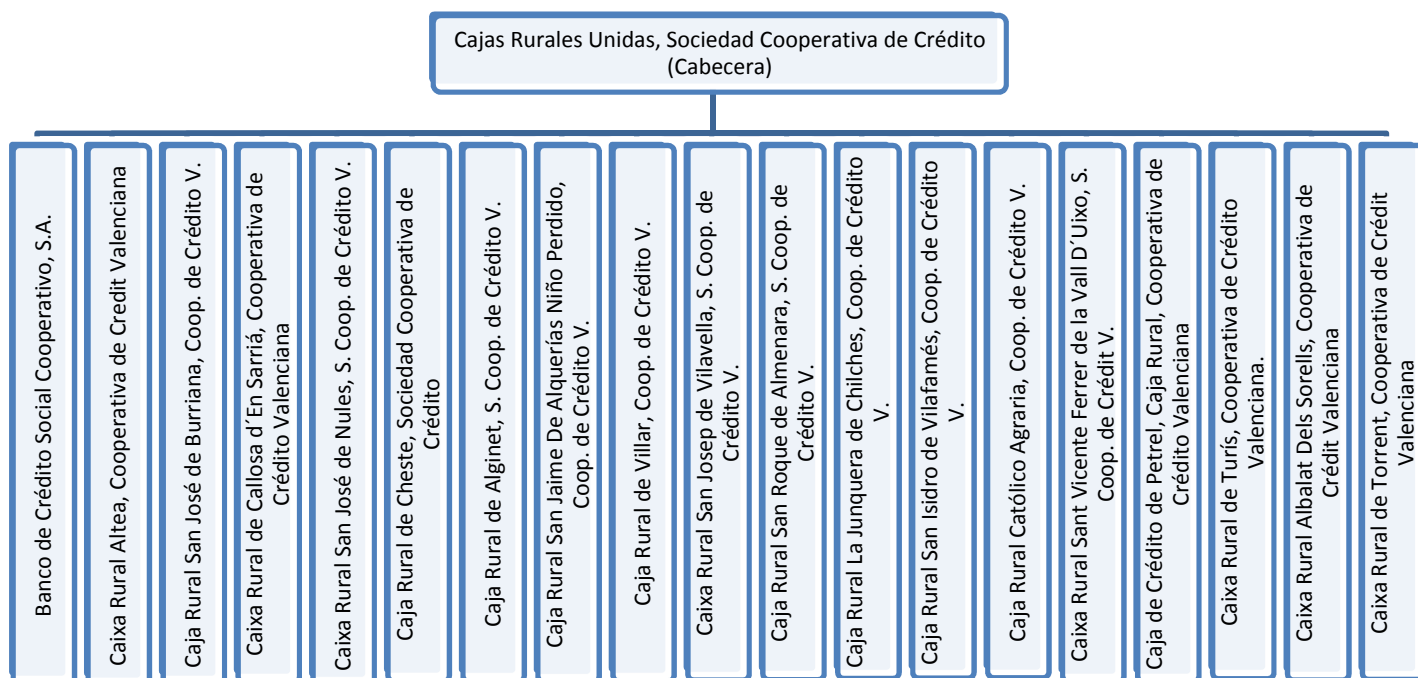 Cajas Rurales Unidas, Sociedad Cooperativa de Crédito
(Cabecera)
Banco de Crédito Social Cooperativo, S.A.
Caixa Rural Altea, Cooperativa de Credit Valenciana
Caja Rural San José de Burriana, Coop. de Crédito V.
Caixa Rural de Callosa d´En Sarriá, Cooperativa de
Crédito Valenciana
Caixa Rural San José de Nules, S. Coop. de Crédito V.
Caja Rural de Cheste, Sociedad Cooperativa de
Crédito
Caja Rural de Alginet, S. Coop. de Crédito V.
Caja Rural San Jaime De Alquerías Niño Perdido,
Coop. de Crédito V.
Caja Rural de Villar, Coop. de Crédito V.
Caixa Rural San Josep de Vilavella, S. Coop. de
Crédito V.
Caja Rural San Roque de Almenara, S. Coop. de
Crédito V.
Caja Rural La Junquera de Chilches, Coop. de Crédito
V.
Caja Rural San Isidro de Vilafamés, Coop. de Crédito
V.
Caja Rural Católico Agraria, Coop. de Crédito V.
Caixa Rural Sant Vicente Ferrer de la Vall D´Uixo, S.
Coop. de Crédit V.
Caja de Crédito de Petrel, Caja Rural, Cooperativa de
Crédito Valenciana
Caixa Rural de Turís, Cooperativa de Crédito
Valenciana.
Caixa Rural Albalat Dels Sorells, Cooperativa de
Crédit Valenciana
Caixa Rural de Torrent, Cooperativa de Crédit
Valenciana